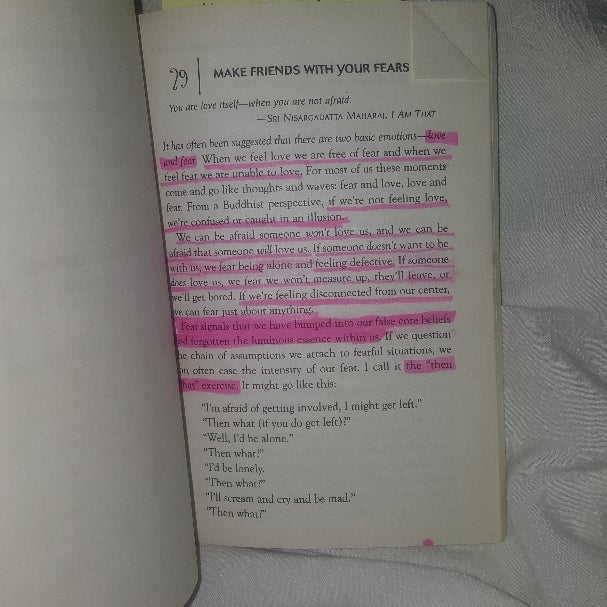 29 | MAKE FRIENDS WITH YOUR FEARS
You are love itself—when you are not afraid.
—SRI NISARGADATTA MAHARAJ, I AM THAT
It has often been suggested that there are two basic emotions—love
and fear. When we feel love we are free of fear and when we
feel fear we are unable to love. For most of us these moments
come and go like thoughts and waves: fear and love, love and
fear. From a Buddhist perspective, if we're not feeling love,
we're confused or caught in an illusion.
We can be afraid someone won't love us, and we can be
afraid that someone will love us. If someone doesn't want to be
with us, we fear being alone and feeling defective. If someone
does love us, we fear we won't measure up, they'll leave, or
we'll get bored. If we're feeling disconnected from our center,
we can fear just about anything.
Fear signals that we have bumped into our false core beliefs
and forgotten the luminous essence within us. If we question
he chain of assumptions we attach to fearful situations, we
an often ease the intensity of our fear. I call it the "then
hat" exercise. It might go like this:
"I'm afraid of getting involved, I might get left."
"Then what (if you do get left)?"
"Well, I'd be alone."
"Then what?"
"I'd be lonely.
"Then what?"
"I'll scream and cry and be mad."
"Then what?"